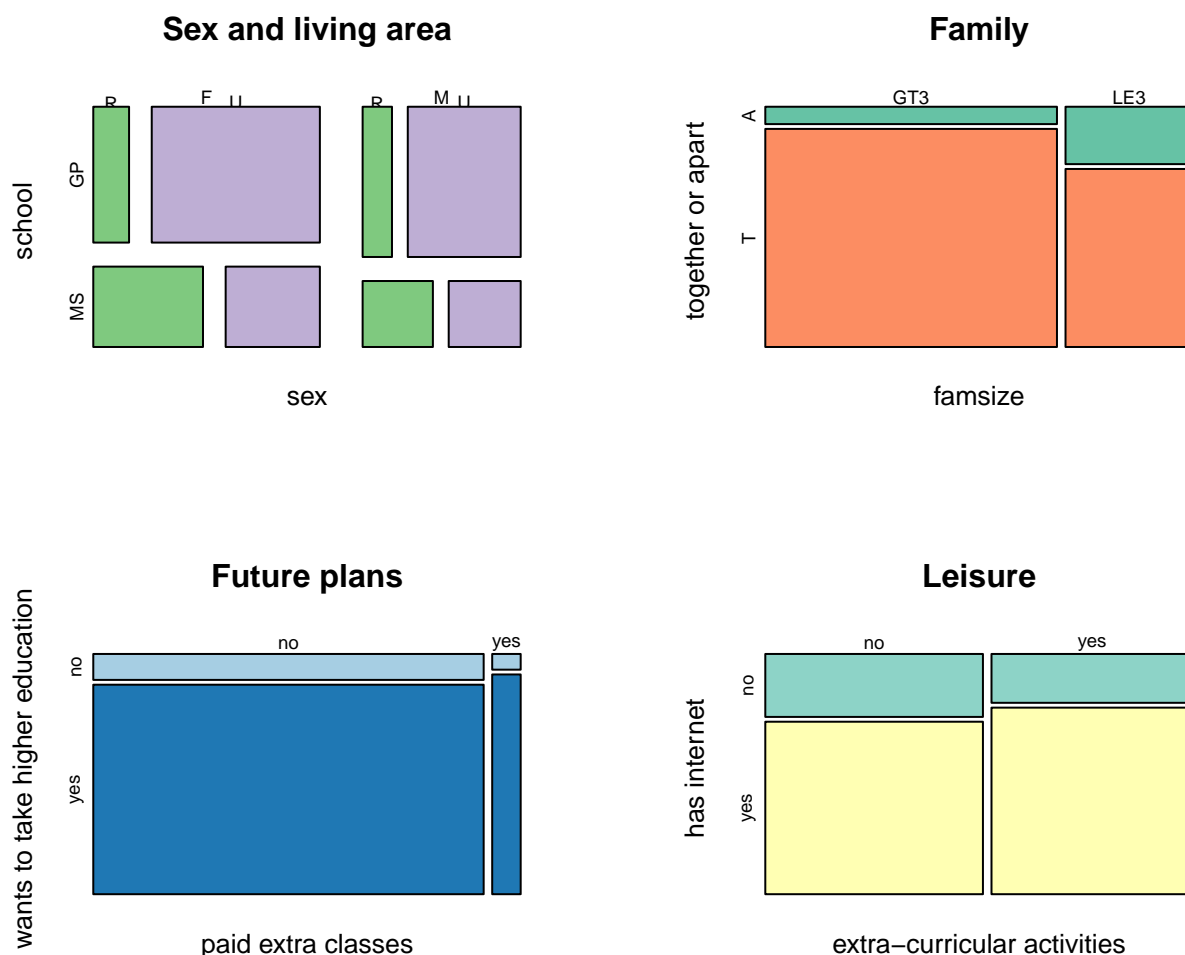 Sex and living area
R F U R M U
GP
MS
school
sex
Family
GT3 LE3
A
T
together or apart
famsize
Future plans
no yes
no
yes
wants to take higher education
paid extra classes
Leisure
no yes
no
yes
has internet
extra−curricular activities